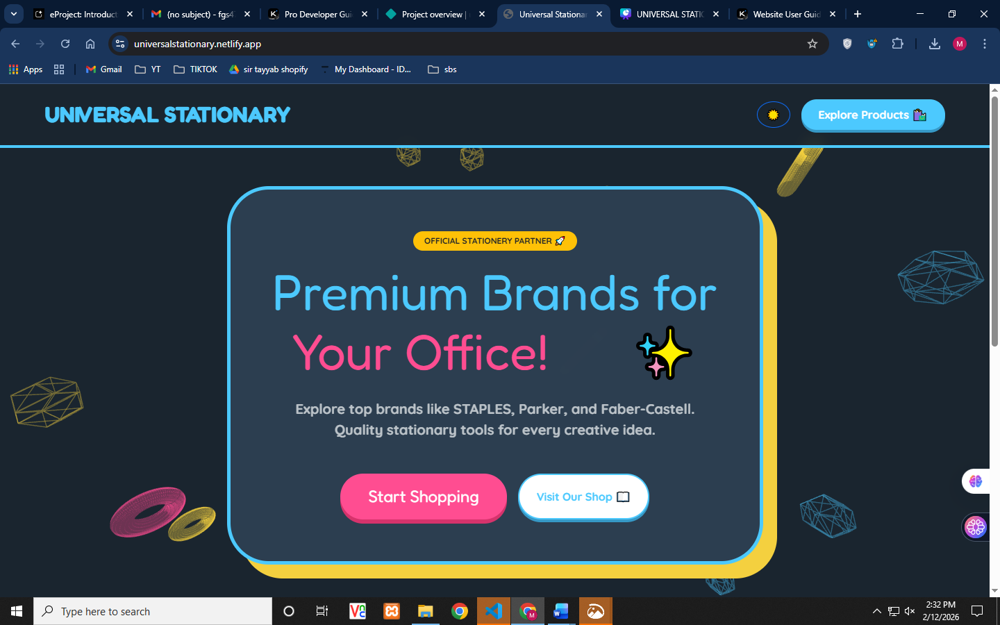 eProject: Introduct
(no subject) - fgs4
Pro Developer Gui
Project overview |
Universal Stationar
UNIVERSAL STATIO
Website User Guid
universalstationary.netlify.app
M
Apps
Gmail
YT
TIKTOK
sir tayyab shopify
My Dashboard - ID...
sbs
UNIVERSAL STATIONARY
Explore Products
OFFICIAL STATIONERY PARTNER
Premium Brands for
Your Office!
Explore top brands like STAPLES, Parker, and Faber-Castell.
Quality stationary tools for every creative idea.
Start Shopping
Visit Our Shop
Type here to search
2:32 PM
2/12/2026